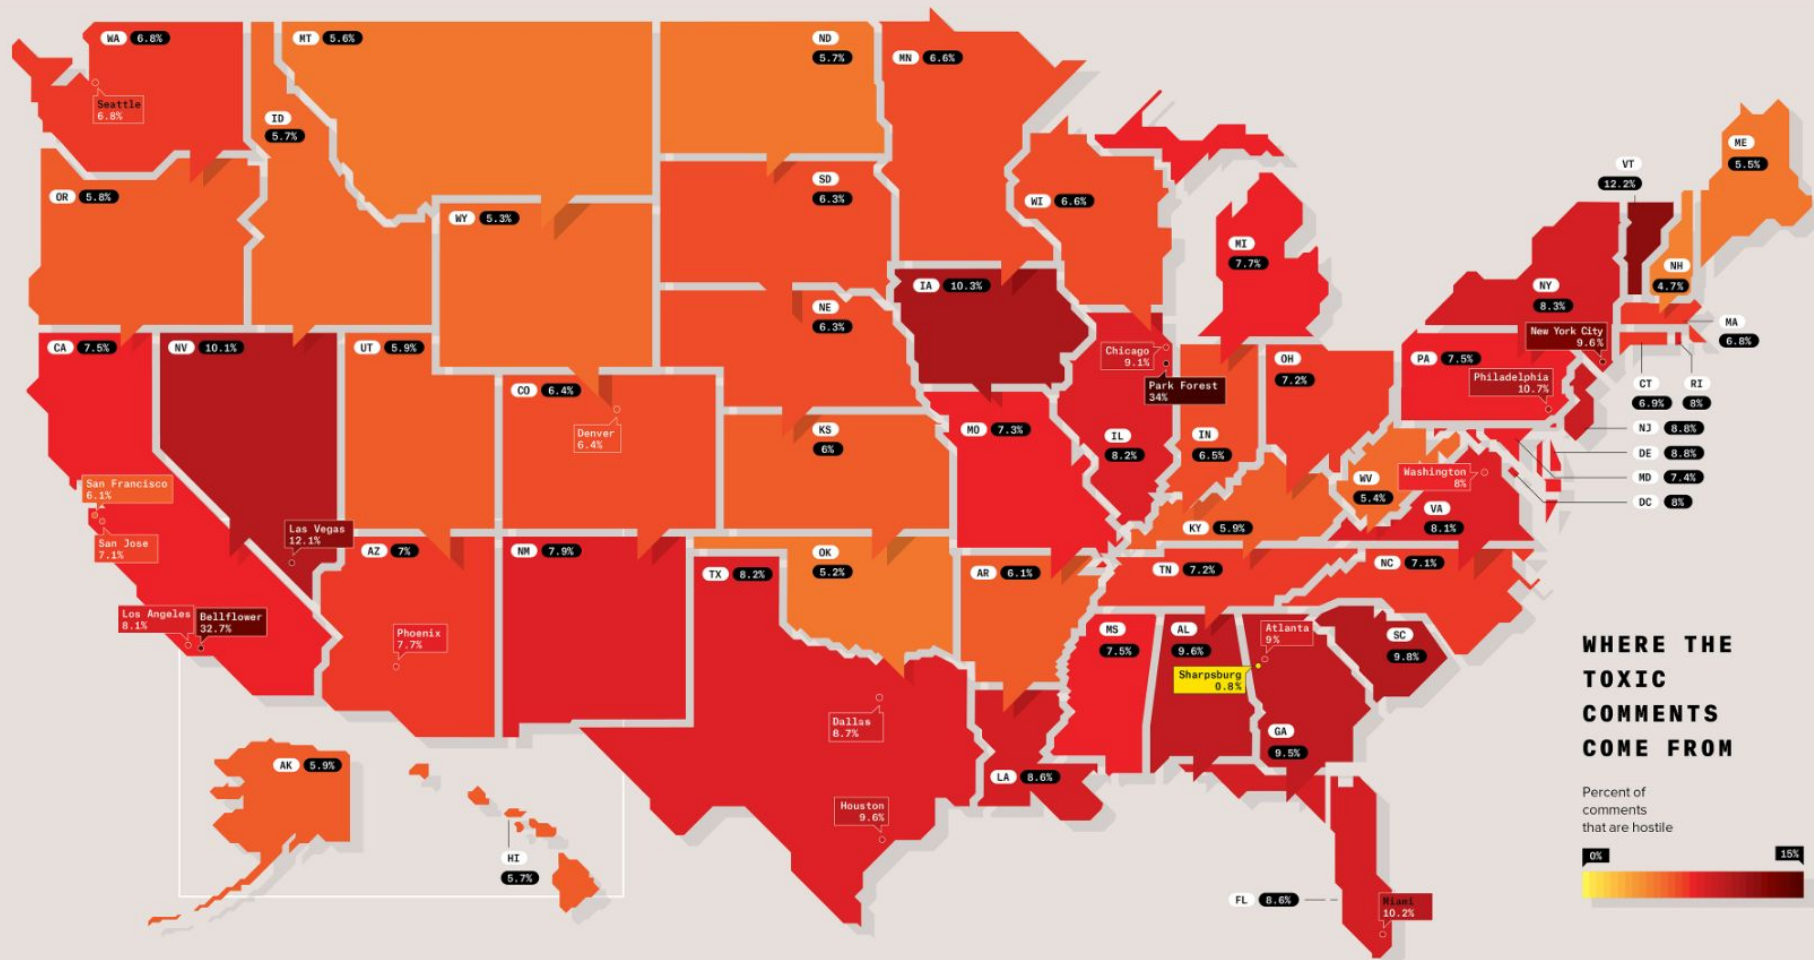 WA 6.8%
Seattle
6.8%
MT 5.6%
ND
5.7%
MN 6.6%
ID
5.7%
OR 5.8%
WY 5.3%
SD
6.3%
WI 6.6%
MI
7.7%
VT
12.2%
ME
5.5%
NH
4.7%
NY
8.3%
New York City
9.6%
MA
6.8%
CT
6.9%
RI
8%
NJ 8.8%
DE 8.8%
MD 7.4%
DC 8%
CA 7.5%
NV 10.1%
UT 5.9%
CO 6.4%
Denver
6.4%
NE
6.3%
IA 10.3%
KS
6%
MO 7.3%
Chicago
9.1%
Park Forest
34%
IL
8.2%
IN
6.5%
OH
7.2%
PA 7.5%
Philadelphia
10.7%
WV
5.4%
Washington
8%
VA
8.1%
KY 5.9%
San Francisco
6.1%
San Jose
7.1%
Las Vegas
12.1%
Los Angeles
8.1%
Bellflower
32.7%
AZ 7%
Phoenix
7.7%
NM 7.9%
TX 8.2%
OK
5.2%
AR 6.1%
TN 7.2%
NC 7.1%
MS
7.5%
AL
9.6%
Atlanta
9%
Sharpsburg
0.8%
SC
9.8%
GA
9.5%
Dallas
8.7%
Houston
9.6%
LA 8.6%
FL 8.6%
Miami
10.2%
AK 5.9%
HI
5.7%
WHERE THE
TOXIC
COMMENTS
COME FROM
Percent of
comments
that are hostile
0%
15%